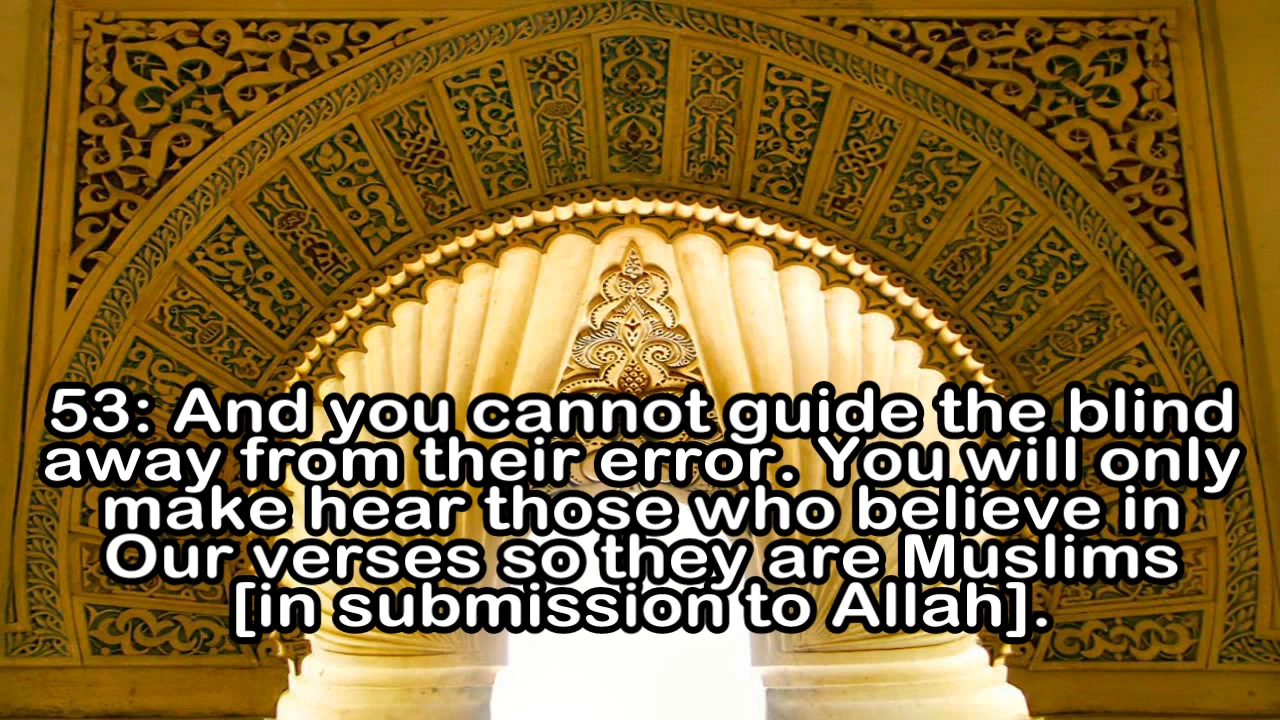 53: And you cannot guide the blind
away from their error. You will only
make hear those who believe in
Our verses so they are Muslims
[in submission to Allah].